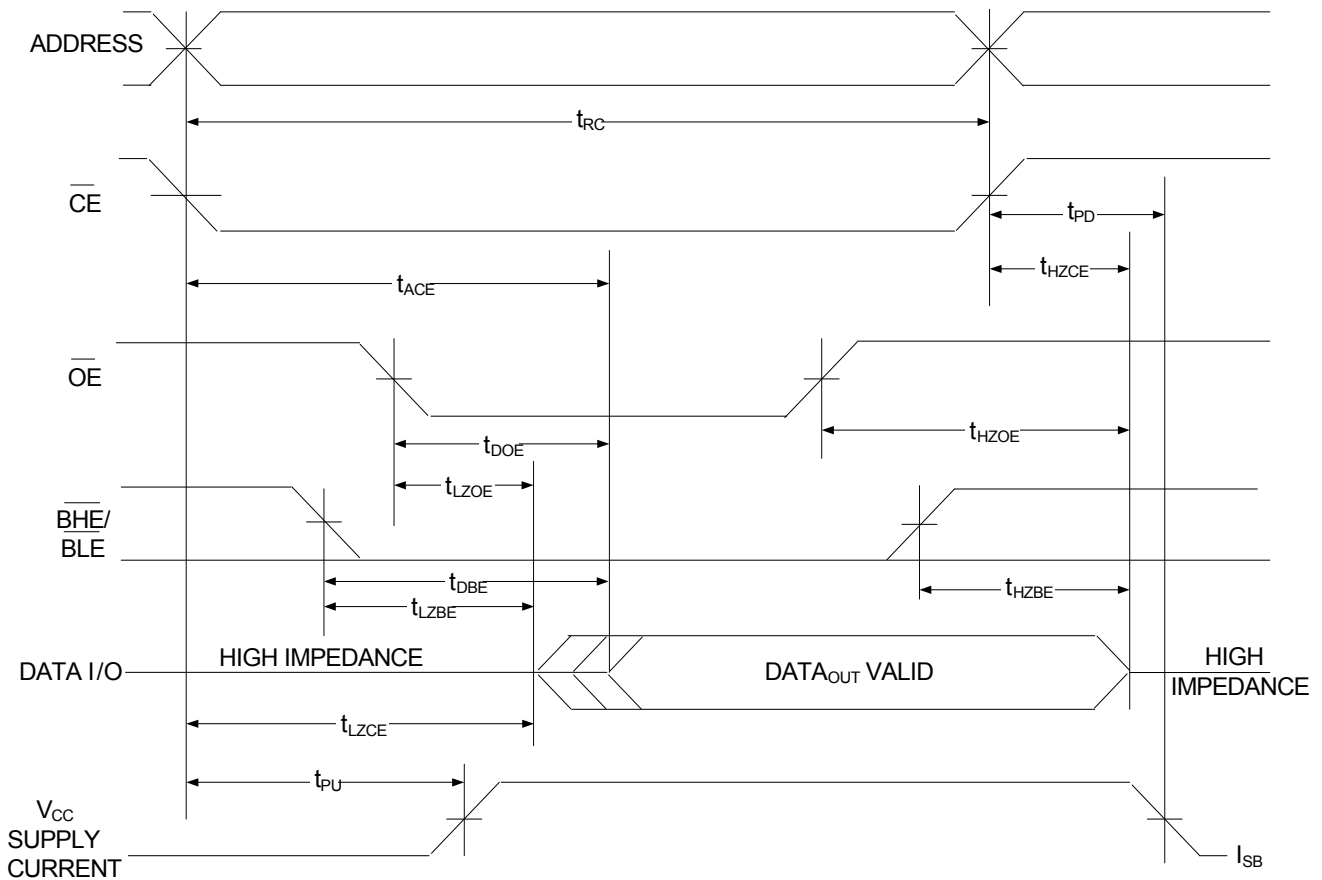 ADDRESS
tRC
CE
tPD
tHZCE
tACE
OE
tDOE
tHZOE
tLZOE
BHE/
BLE
tDBE
tHZBE
tLZBE
DATA I/O
HIGH IMPEDANCE
DATAOUT VALID
HIGH
IMPEDANCE
tLZCE
tPU
VCC
SUPPLY
CURRENT
ISB